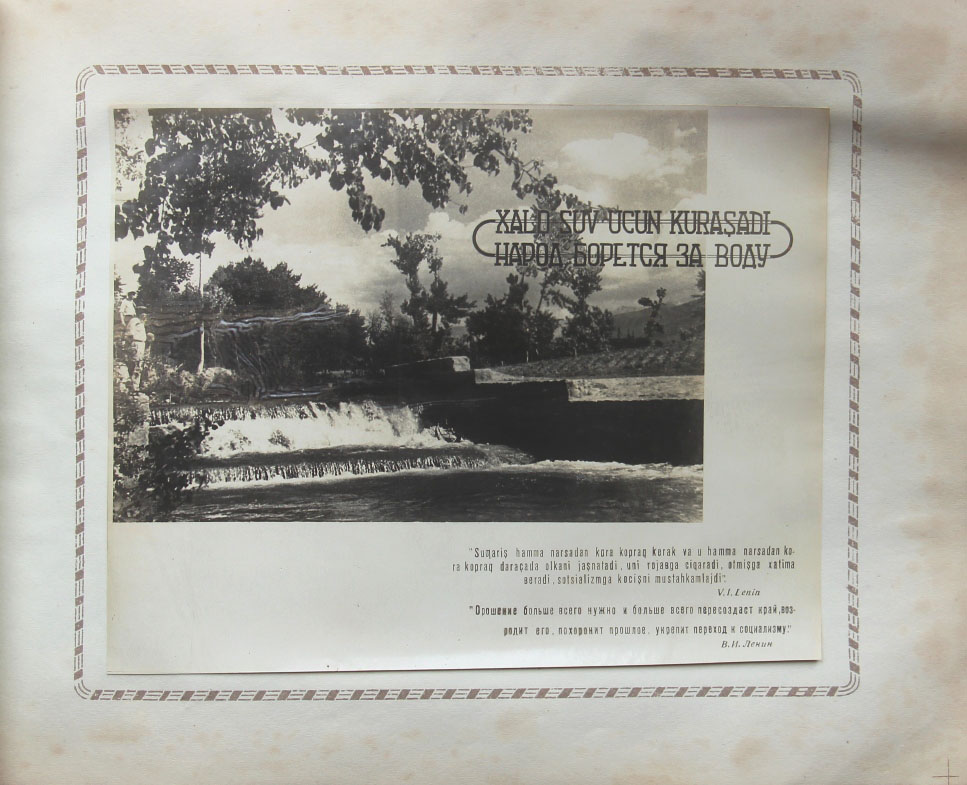 XALQ SUV UCUN KURAŞADI
НАРОД БОРЕТСЯ ЗА ВОДУ
"Suƣariş hamma narsadan kora kopraq kerak va u hamma narsadan ko-
ra kopraq daraçada olkani jaşnatadi, uni rojaвga ciqaradi, otmişga xatima
вeradi, sotsializmga kocişni mustahkamlajdi".
V. I. Lenin
"Орошение больше всего нужно и больше всего пересоздаст край, воз-
родит его, похоронит прошлое, укрепит переход к социализму."
В. И. Ленин